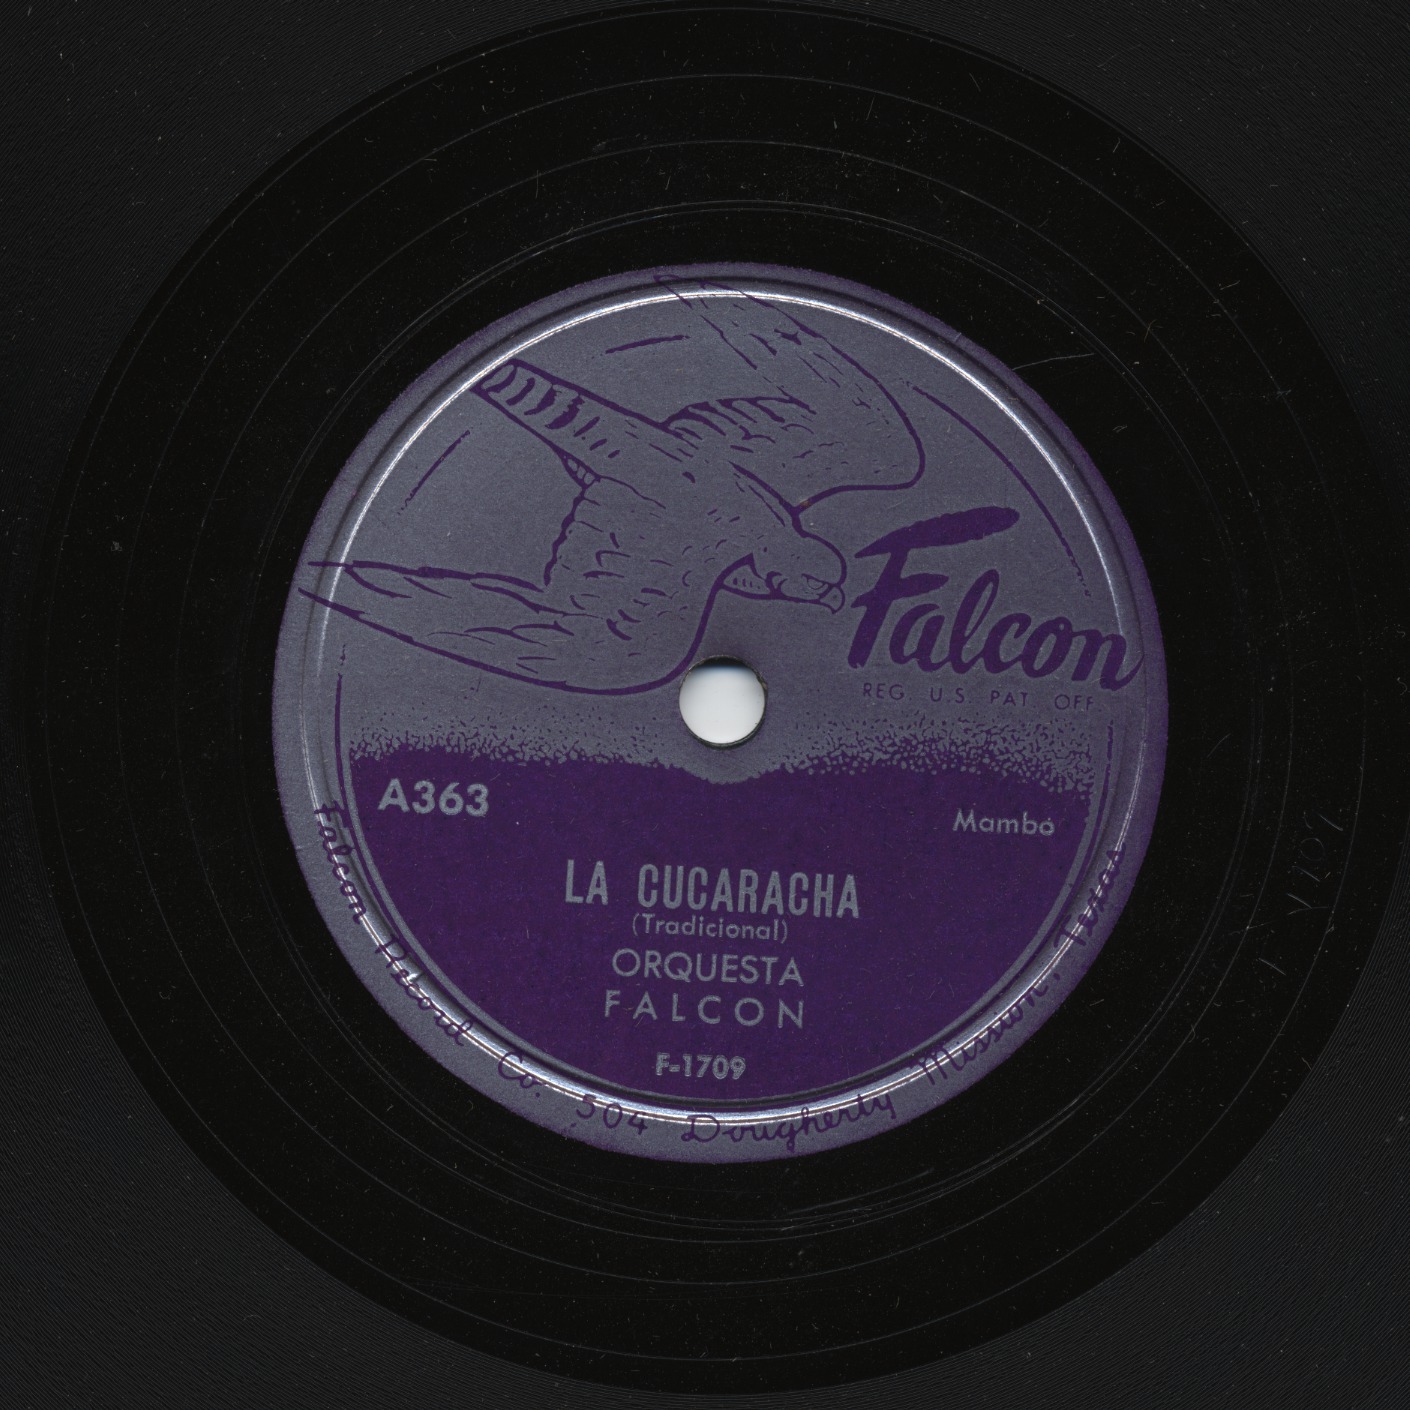 Falcon
REG. U.S. PAT. OFF.
A363
Mambo
LA CUCARACHA
(Tradicional)
ORQUESTA
FALCON
F-1709
Falcon Record Co. 504 Dougherty Mission, Texas